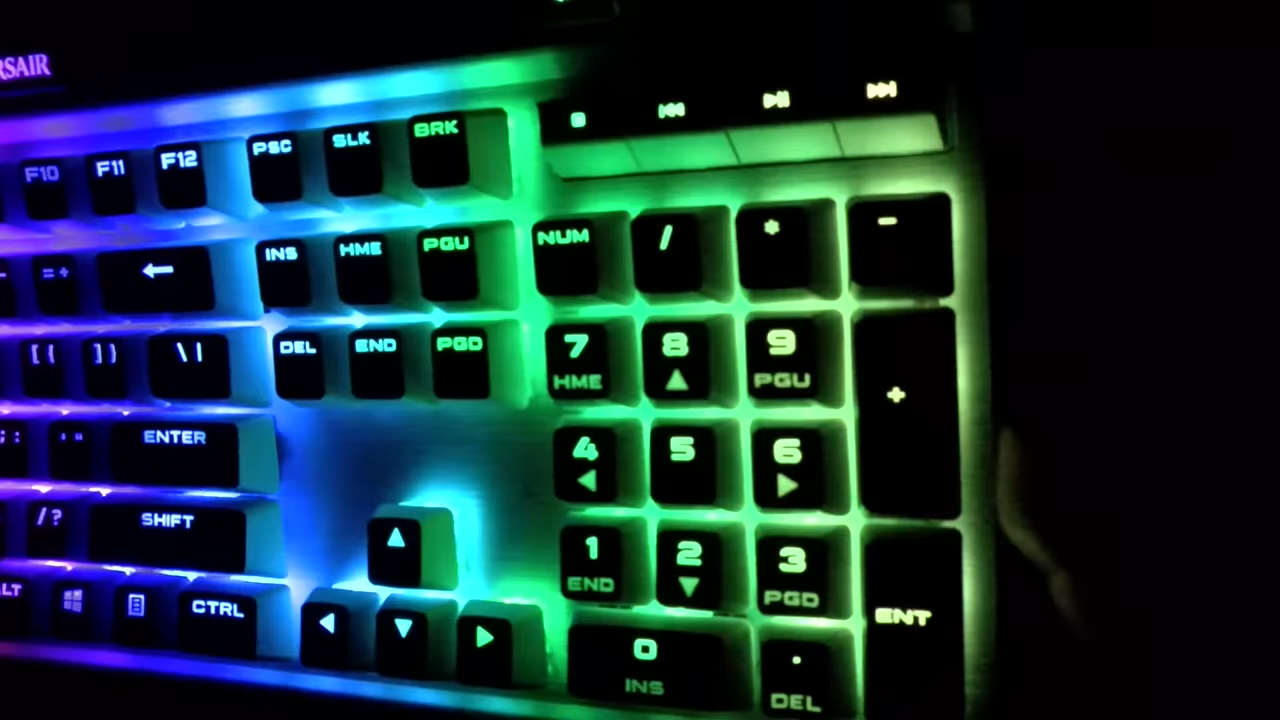 RSAIR
F10 F11 F12 PSC SLK BRK
= + INS HME PGU NUM / * -
[ { ] } \ | DEL END PGD 7 HME 8 9 PGU +
; : ' " ENTER 4 5 6
/ ? SHIFT 1 END 2 3 PGD ENT
ALT CTRL 0 INS . DEL